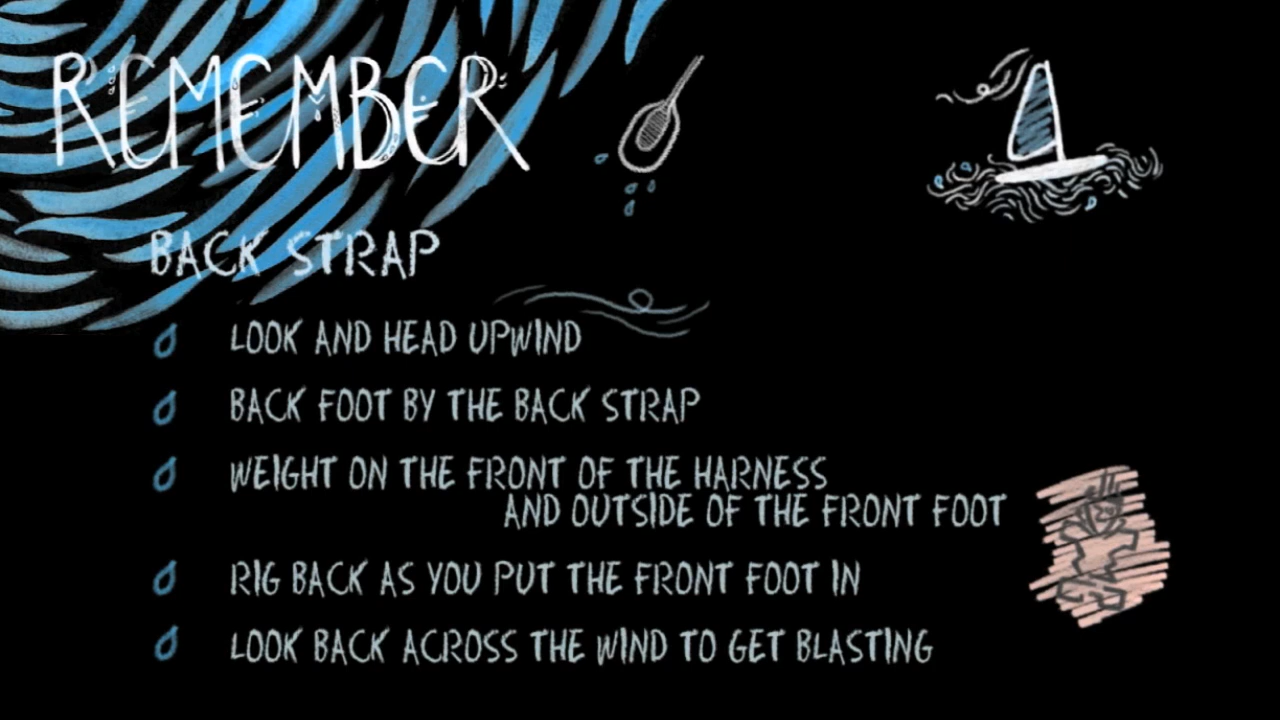 REMEMBER
BACK STRAP
LOOK AND HEAD UPWIND
BACK FOOT BY THE BACK STRAP
WEIGHT ON THE FRONT OF THE HARNESS
AND OUTSIDE OF THE FRONT FOOT
RIG BACK AS YOU PUT THE FRONT FOOT IN
LOOK BACK ACROSS THE WIND TO GET BLASTING